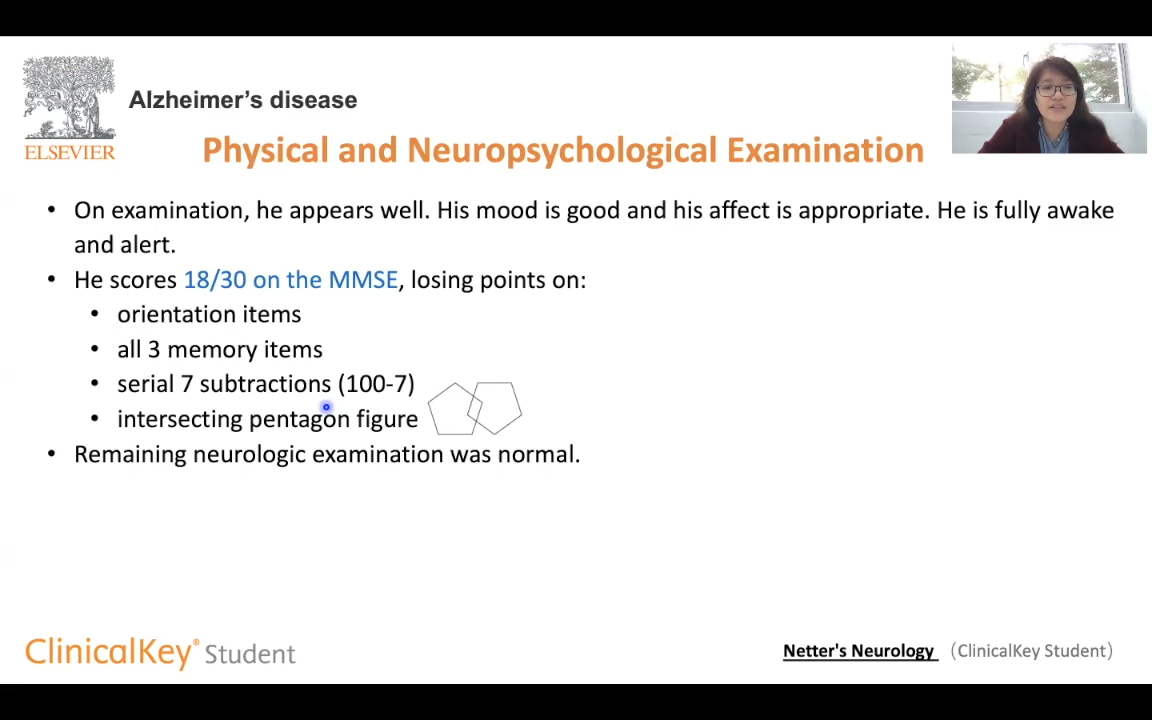 Alzheimer's disease
ELSEVIER
Physical and Neuropsychological Examination
• On examination, he appears well. His mood is good and his affect is appropriate. He is fully awake
and alert.
• He scores 18/30 on the MMSE, losing points on:
• orientation items
• all 3 memory items
• serial 7 subtractions (100-7)
• intersecting pentagon figure
• Remaining neurologic examination was normal.
ClinicalKey® Student
Netter's Neurology (ClinicalKey Student)